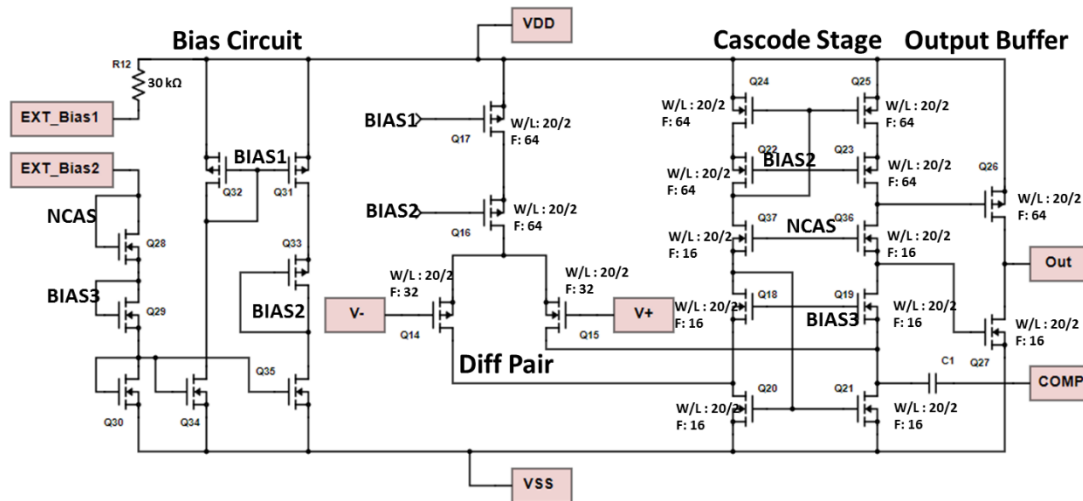 VDD
Bias Circuit
Cascode Stage
Output Buffer
R12
30 kΩ
EXT_Bias1
EXT_Bias2
BIAS1
Q32
Q31
NCAS
Q28
Q33
BIAS3
Q29
BIAS2
Q35
Q30
Q34
BIAS1
Q17
W/L: 20/2
F: 64
BIAS2
Q16
W/L : 20/2
F: 64
W/L : 20/2
F: 32
W/L : 20/2
F: 32
V-
Q14
Q15
V+
Diff Pair
Q24
Q25
W/L: 20/2
F: 64
W/L: 20/2
F: 64
Q22
BIAS2
Q23
W/L : 20/2
F: 64
W/L : 20/2
F: 64
Q26
W/L : 20/2
F: 64
Q37
NCAS
Q36
W/L : 20/2
F: 16
W/L : 20/2
F: 16
Out
Q18
Q19
W/L : 20/2
F: 16
BIAS3
W/L : 20/2
F: 16
W/L : 20/2
F: 16
Q27
C1
COMP
Q20
Q21
W/L: 20/2
F: 16
W/L : 20/2
F: 16
VSS